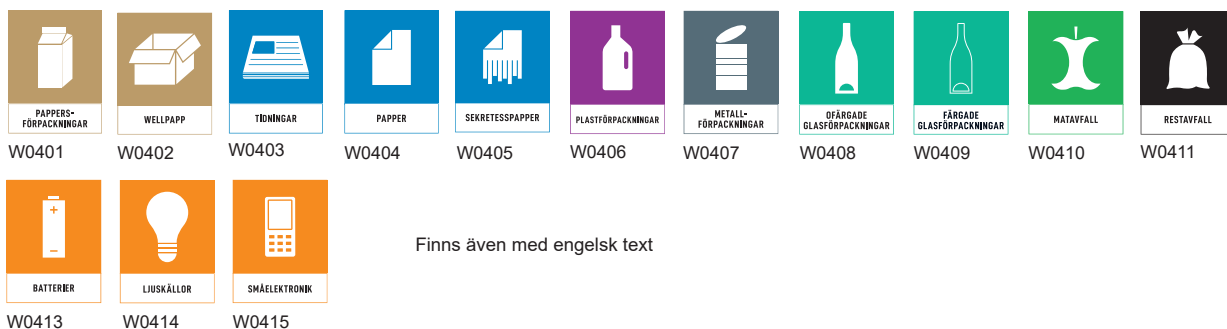 PAPPERS-
FÖRPACKNINGAR
WELLPAPP
TIDNINGAR
PAPPER
SEKRETESSPAPPER
PLASTFÖRPACKNINGAR
METALL-
FÖRPACKNINGAR
OFÄRGADE
GLASFÖRPACKNINGAR
FÄRGADE
GLASFÖRPACKNINGAR
MATAVFALL
RESTAVFALL
W0401 W0402 W0403 W0404 W0405 W0406 W0407 W0408 W0409 W0410 W0411
+
–
BATTERIER
LJUSKÄLLOR
SMÅELEKTRONIK
Finns även med engelsk text
W0413 W0414 W0415